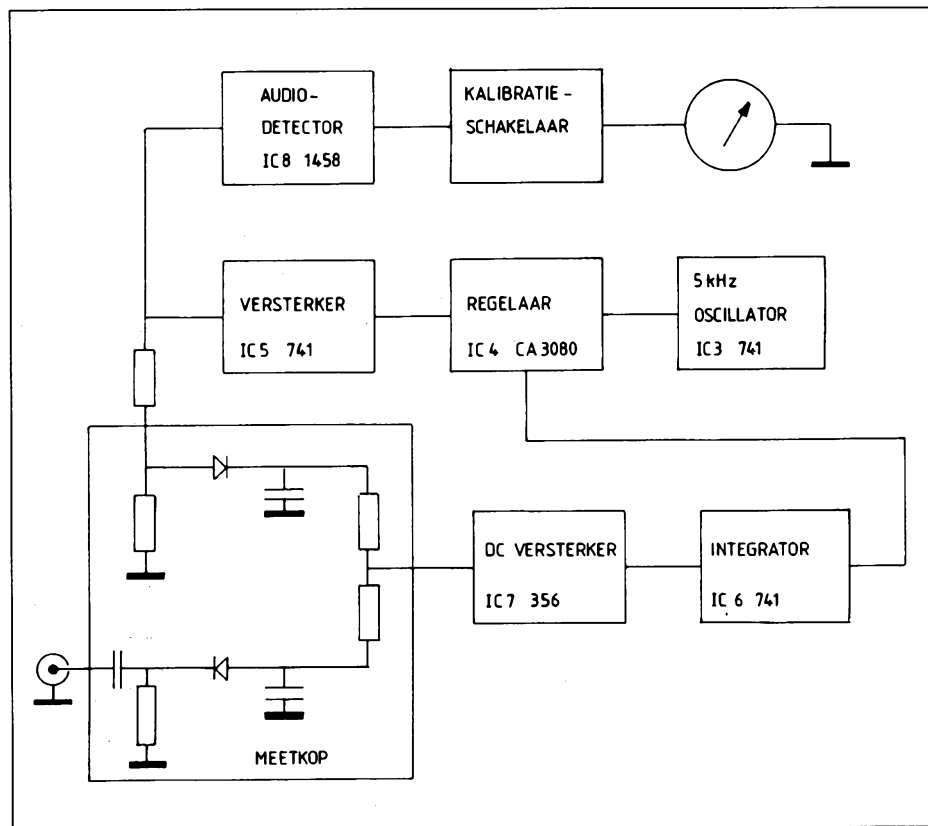 AUDIO-
DETECTOR
IC8 1458
KALIBRATIE-
SCHAKELAAR
VERSTERKER
IC5 741
REGELAAR
IC4 CA3080
5kHz
OSCILLATOR
IC3 741
DC VERSTERKER
IC7 356
INTEGRATOR
IC6 741
MEETKOP